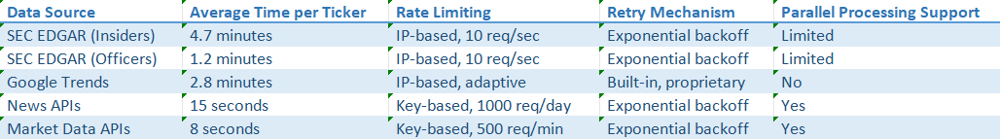 Data Source Average Time per Ticker Rate Limiting Retry Mechanism Parallel Processing Support
SEC EDGAR (Insiders) 4.7 minutes IP-based, 10 req/sec Exponential backoff Limited
SEC EDGAR (Officers) 1.2 minutes IP-based, 10 req/sec Exponential backoff Limited
Google Trends 2.8 minutes IP-based, adaptive Built-in, proprietary No
News APIs 15 seconds Key-based, 1000 req/day Exponential backoff Yes
Market Data APIs 8 seconds Key-based, 500 req/min Exponential backoff Yes